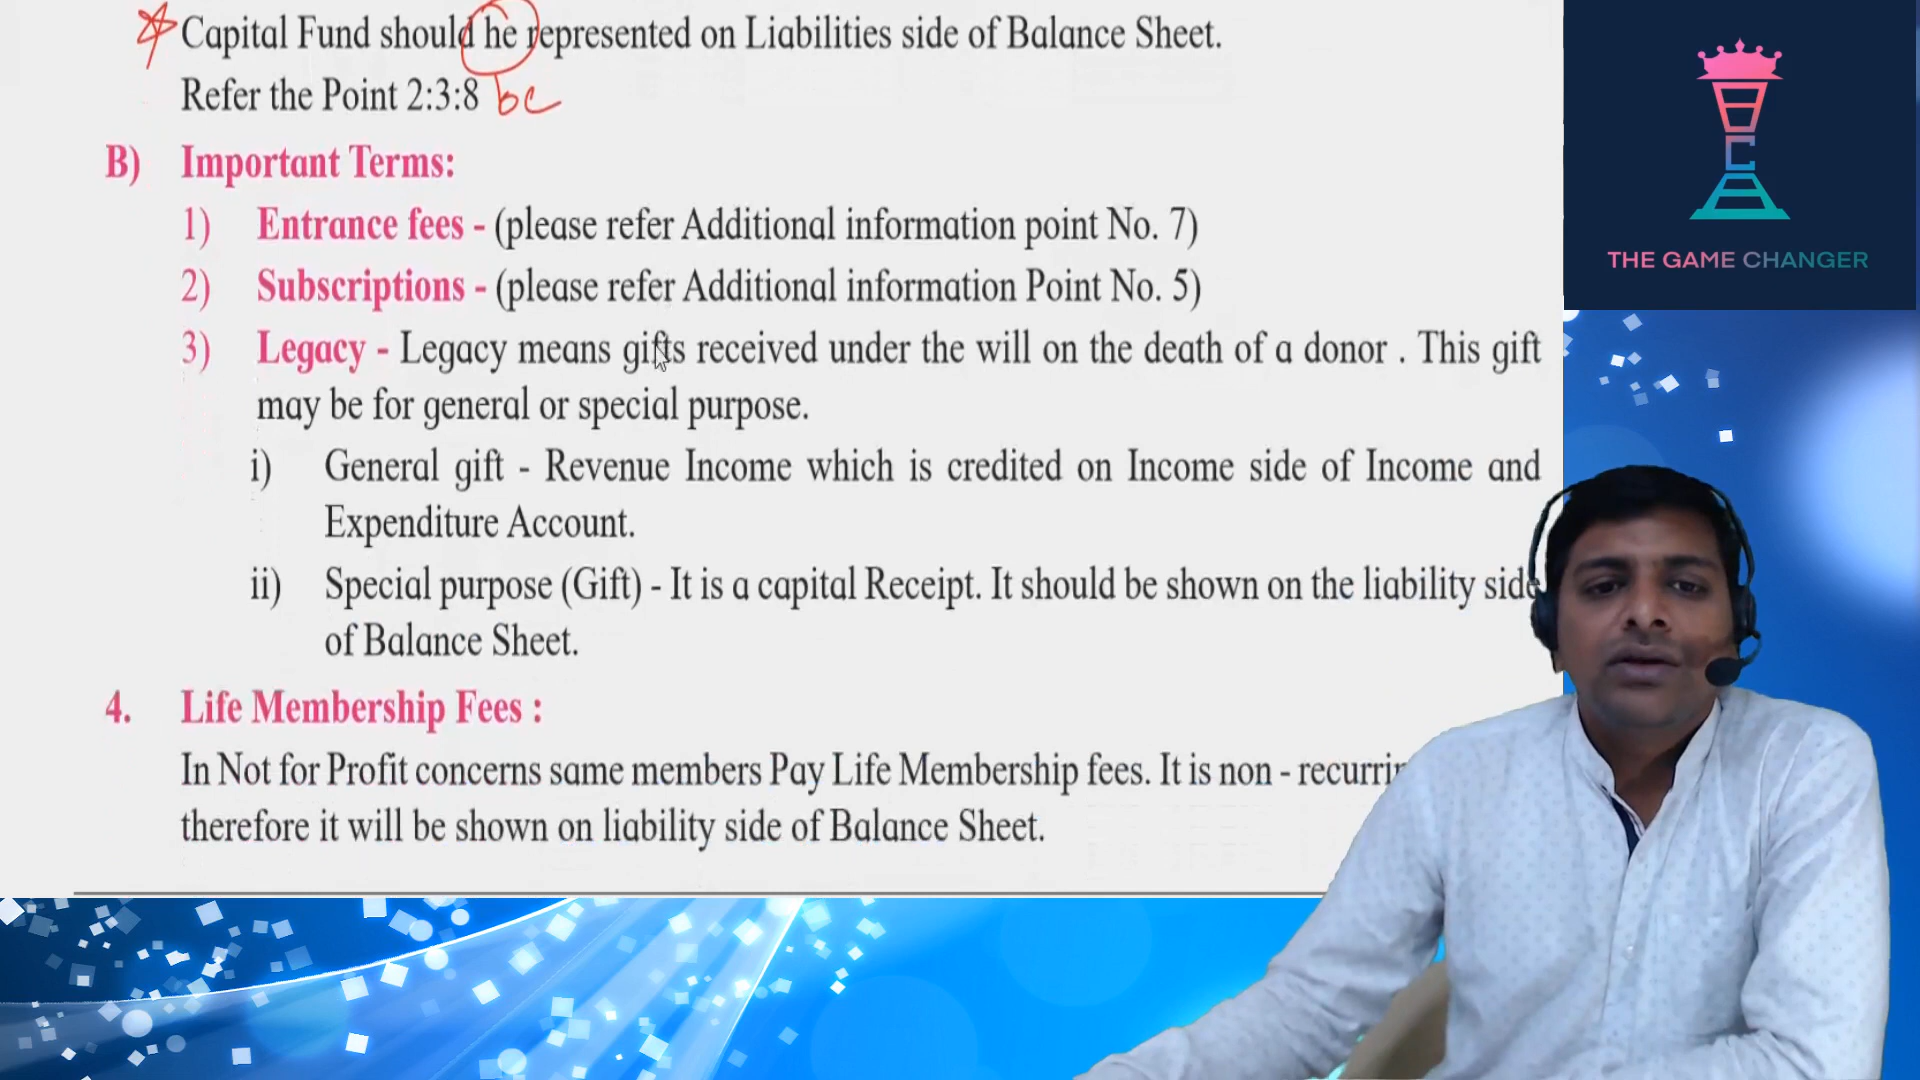 Capital Fund should he represented on Liabilities side of Balance Sheet.
Refer the Point 2:3:8 be
B) Important Terms:
1) Entrance fees - (please refer Additional information point No. 7)
2) Subscriptions - (please refer Additional information Point No. 5)
3) Legacy - Legacy means gifts received under the will on the death of a donor . This gift
may be for general or special purpose.
i) General gift - Revenue Income which is credited on Income side of Income and
Expenditure Account.
ii) Special purpose (Gift) - It is a capital Receipt. It should be shown on the liability side
of Balance Sheet.
4. Life Membership Fees :
In Not for Profit concerns same members Pay Life Membership fees. It is non - recurrin
therefore it will be shown on liability side of Balance Sheet.
THE GAME CHANGER